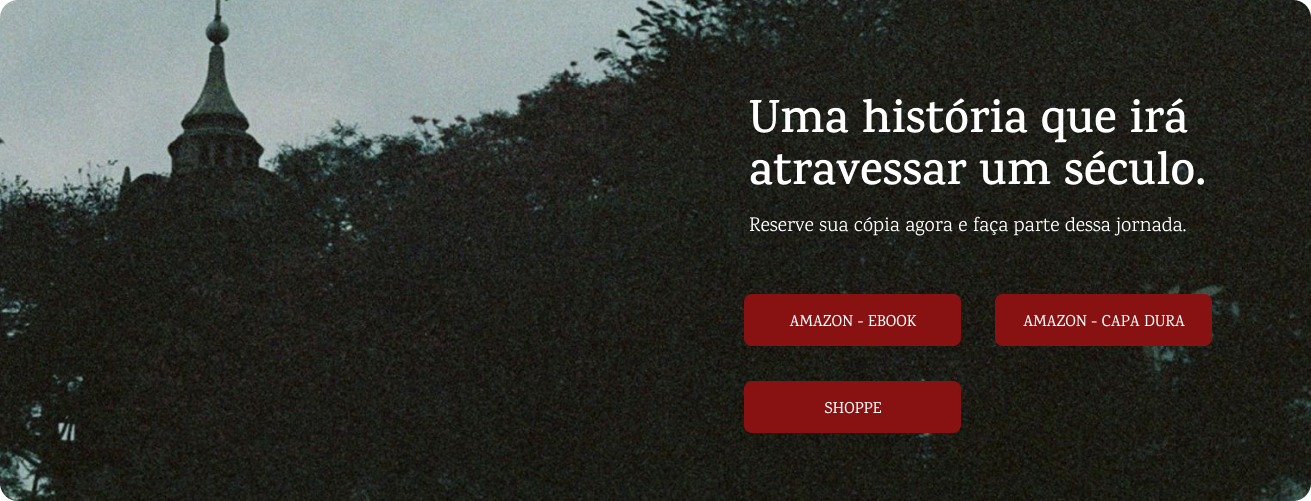 Uma história que irá
atravessar um século.
Reserve sua cópia agora e faça parte dessa jornada.
AMAZON - EBOOK
AMAZON - CAPA DURA
SHOPPE